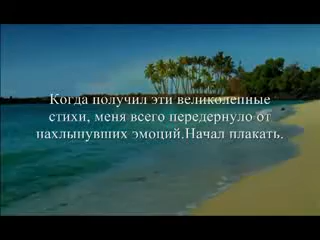 Когда получил эти великолепные
стихи, меня всего передернуло от
нахлынувших эмоций.Начал плакать.